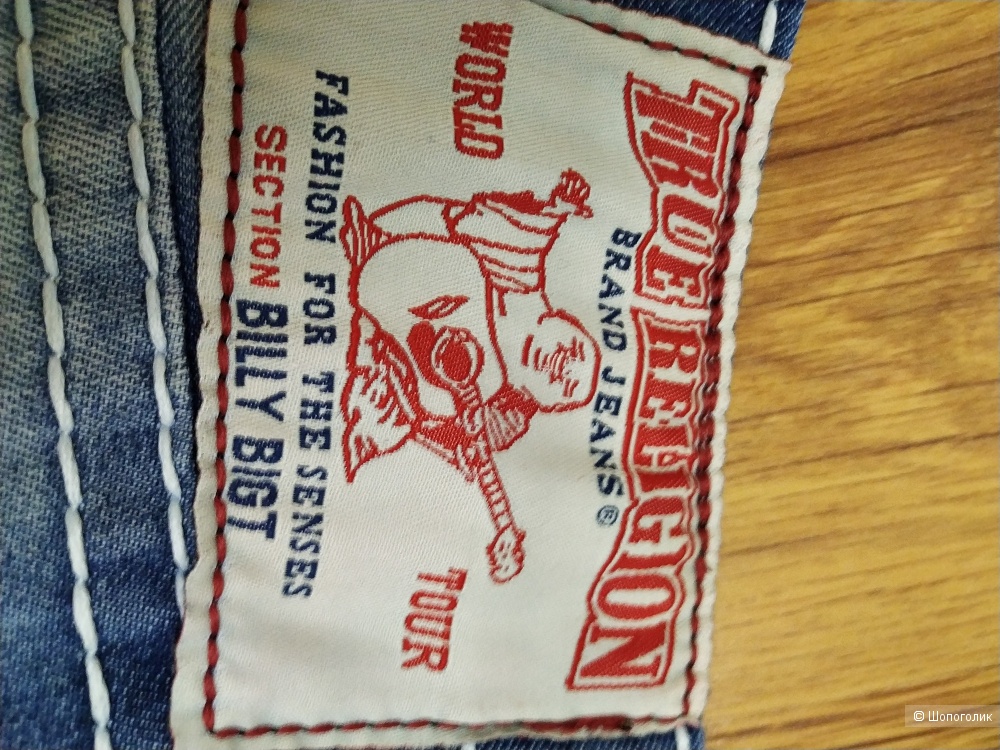 TRUE RELIGION
BRAND JEANS®
WORLD TOUR
FASHION FOR THE SENSES
SECTION BILLY BIGT
© Шопоголик